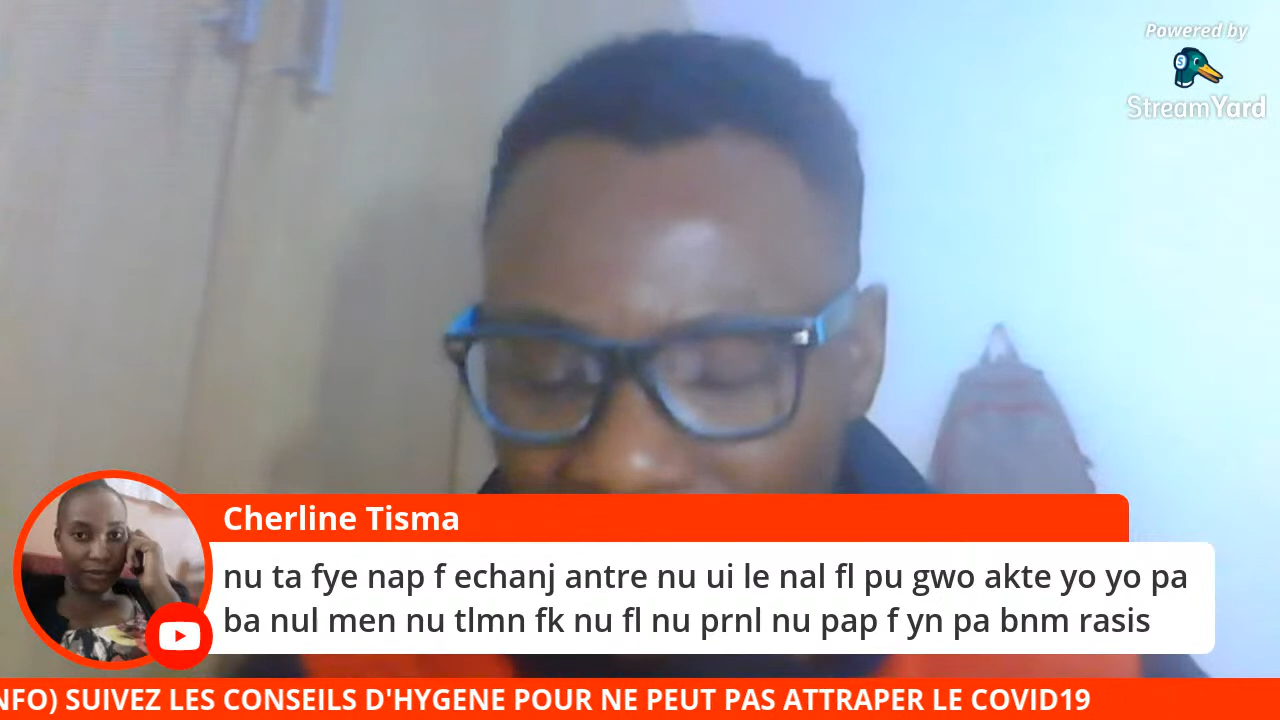 Powered by
StreamYard
Cherline Tisma
nu ta fye nap f echanj antre nu ui le nal fl pu gwo akte yo yo pa
ba nul men nu tlmn fk nu fl nu prnl nu pap f yn pa bnm rasis
NFO) SUIVEZ LES CONSEILS D'HYGENE POUR NE PEUT PAS ATTRAPER LE COVID19